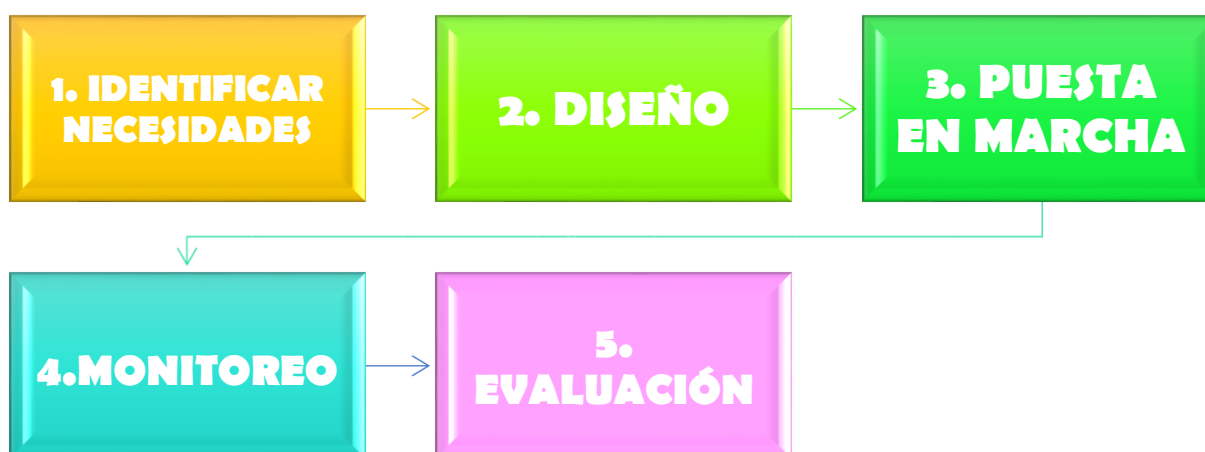 1. IDENTIFICAR
NECESIDADES
2. DISEÑO
3. PUESTA
EN MARCHA
4.MONITOREO
5.
EVALUACIÓN